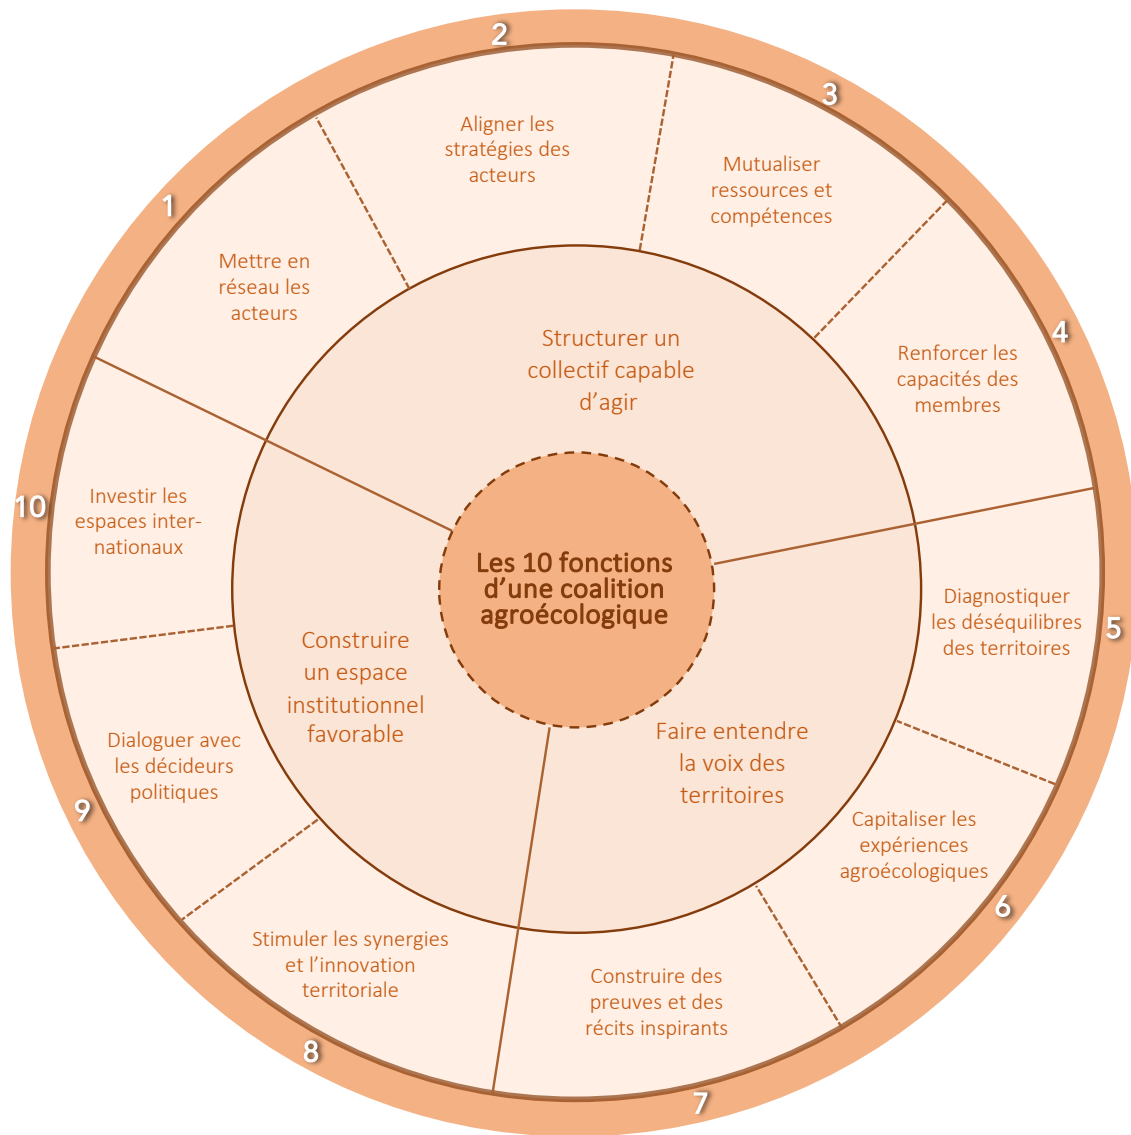 Les 10 fonctions
d’une coalition
agroécologique
Structurer un
collectif capable
d’agir
1
Mettre en
réseau les
acteurs
2
Aligner les
stratégies des
acteurs
3
Mutualiser
ressources et
compétences
4
Renforcer les
capacités des
membres
Faire entendre
la voix des
territoires
5
Diagnostiquer
les déséquilibres
des territoires
6
Capitaliser les
expériences
agroécologiques
7
Construire des
preuves et des
récits inspirants
Construire
un espace
institutionnel
favorable
8
Stimuler les synergies
et l’innovation
territoriale
9
Dialoguer avec
les décideurs
politiques
10
Investir les
espaces inter-
nationaux